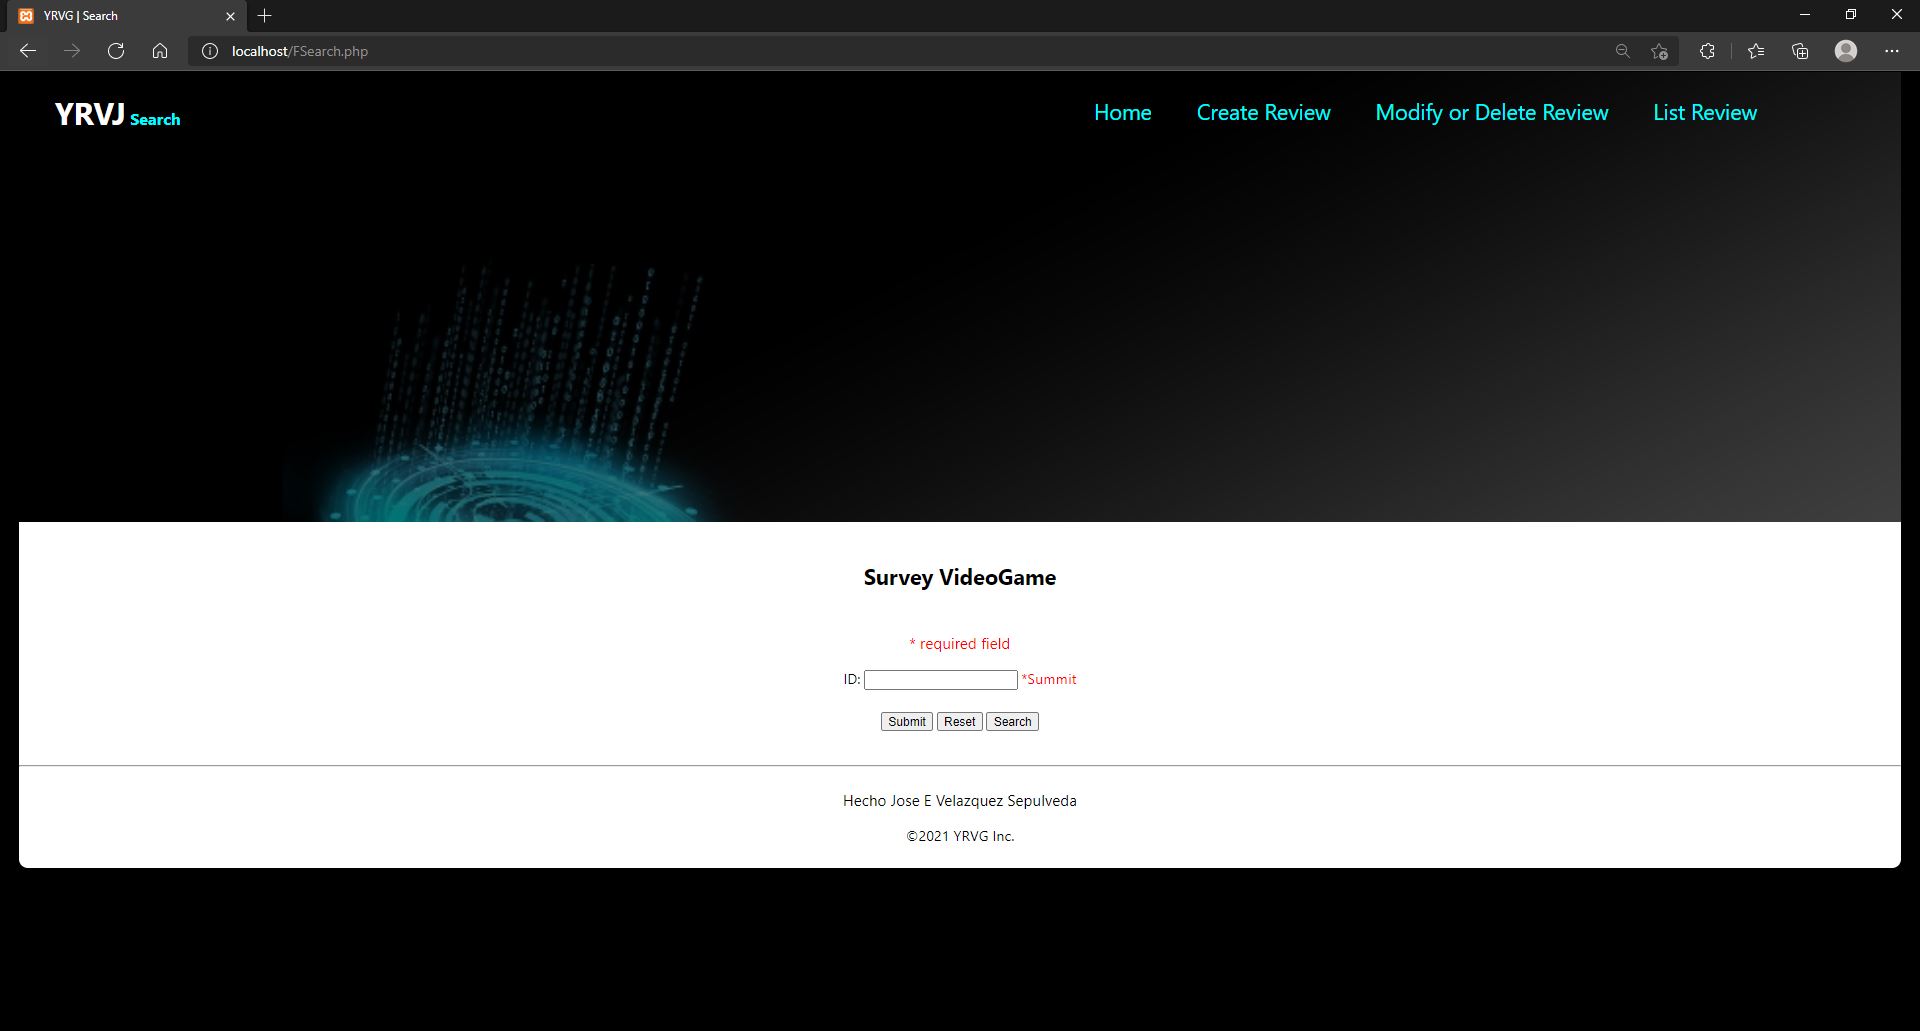 YRVG | Search
localhost/FSearch.php
YRVJ Search
Home Create Review Modify or Delete Review List Review
Survey VideoGame
* required field
ID: *Summit
Submit Reset Search
Hecho Jose E Velazquez Sepulveda
©2021 YRVG Inc.